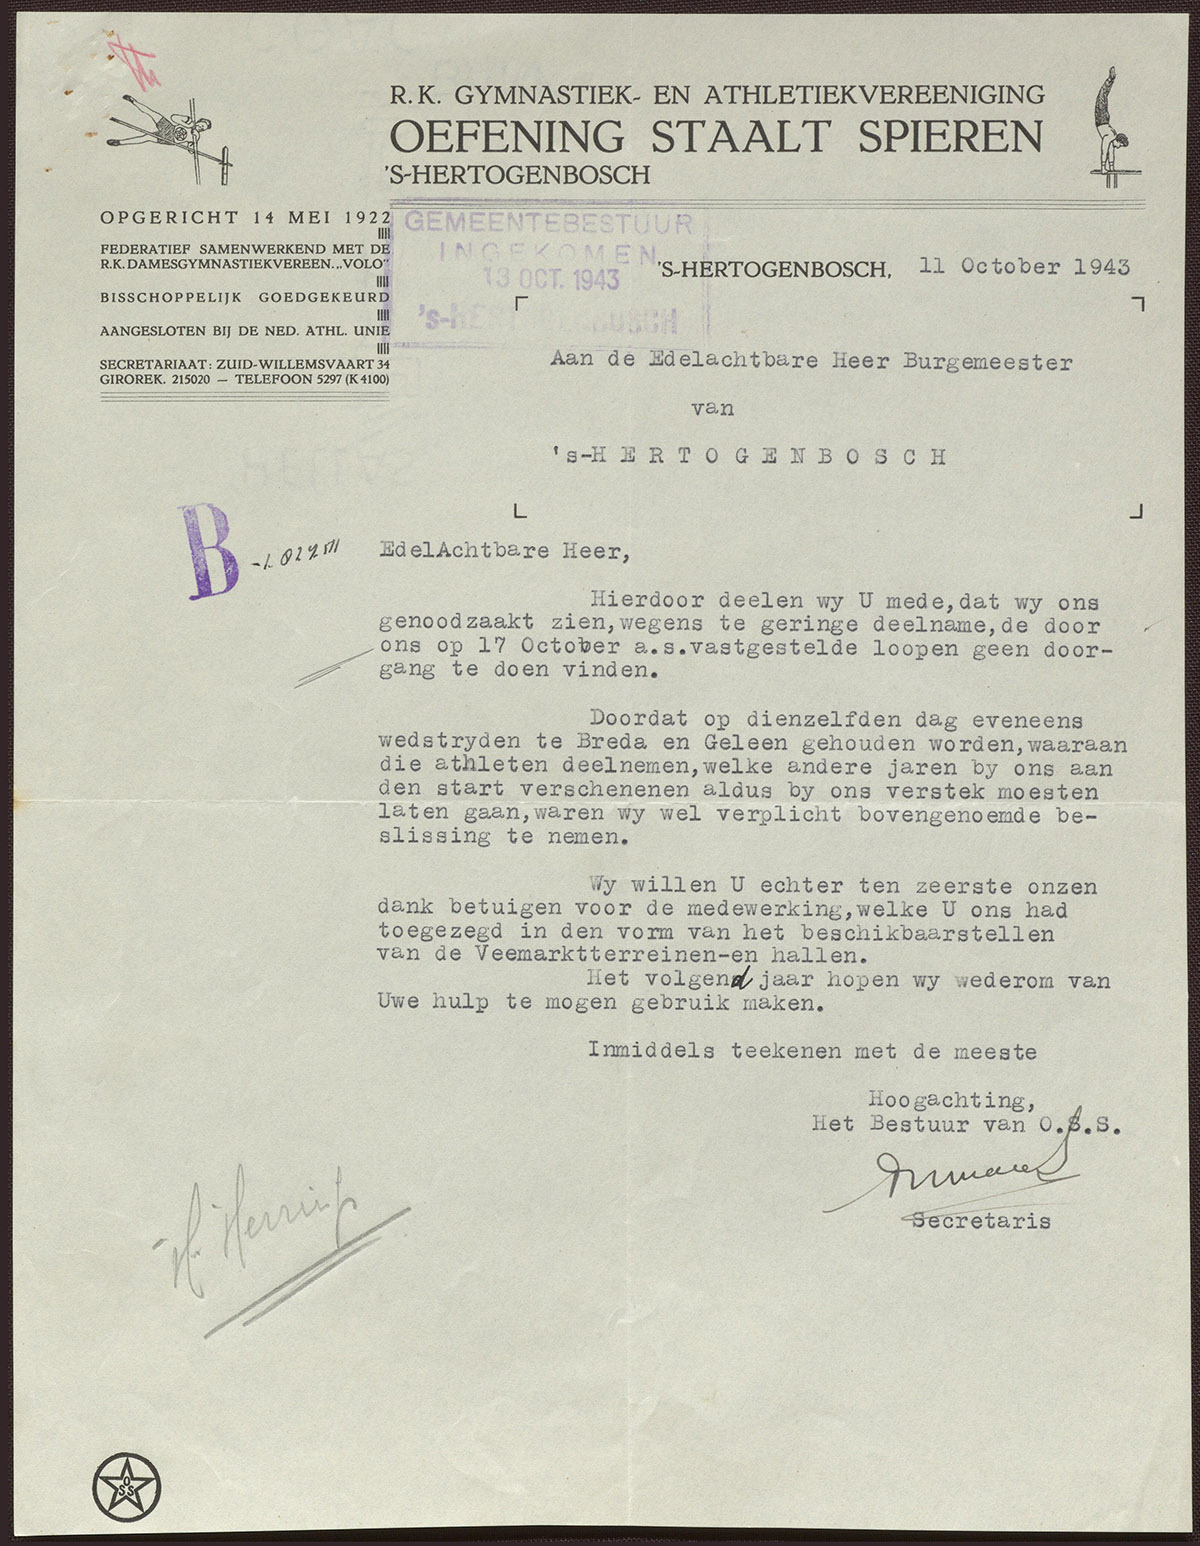 R.K. GYMNASTIEK- EN ATHLETIEKVEREENIGING
OEFENING STAALT SPIEREN
'S-HERTOGENBOSCH
OPGERICHT 14 MEI 1922
FEDERATIEF SAMENWERKEND MET DE
R.K. DAMESGYMNASTIEKVEREEN. „VOLO"
BISSCHOPPELIJK GOEDGEKEURD
AANGESLOTEN BIJ DE NED. ATHL. UNIE
SECRETARIAAT: ZUID-WILLEMSVAART 34
GIROREK. 215020 — TELEFOON 5297 (K 4100)
GEMEENTEBESTUUR
INGEKOMEN
13 OCT. 1943
's-HERTOGENBOSCH
'S-HERTOGENBOSCH, 11 October 1943
Aan de Edelachtbare Heer Burgemeester
van
's-H E R T O G E N B O S C H
B
EdelAchtbare Heer,
Hierdoor deelen wy U mede,dat wy ons
genoodzaakt zien,wegens te geringe deelname,de door
ons op 17 October a.s.vastgestelde loopen geen door-
gang te doen vinden.
Doordat op dienzelfden dag eveneens
wedstryden te Breda en Geleen gehouden worden,waaraan
die athleten deelnemen,welke andere jaren by ons aan
den start verschenenen aldus by ons verstek moesten
laten gaan,waren wy wel verplicht bovengenoemde be-
slissing te nemen.
Wy willen U echter ten zeerste onzen
dank betuigen voor de medewerking,welke U ons had
toegezegd in den vorm van het beschikbaarstellen
van de Veemarktterreinen-en hallen.
Het volgend jaar hopen wy wederom van
Uwe hulp te mogen gebruik maken.
Inmiddels teekenen met de meeste
Hoogachting,
Het Bestuur van O.S.S.
Secretaris
H.
OSS